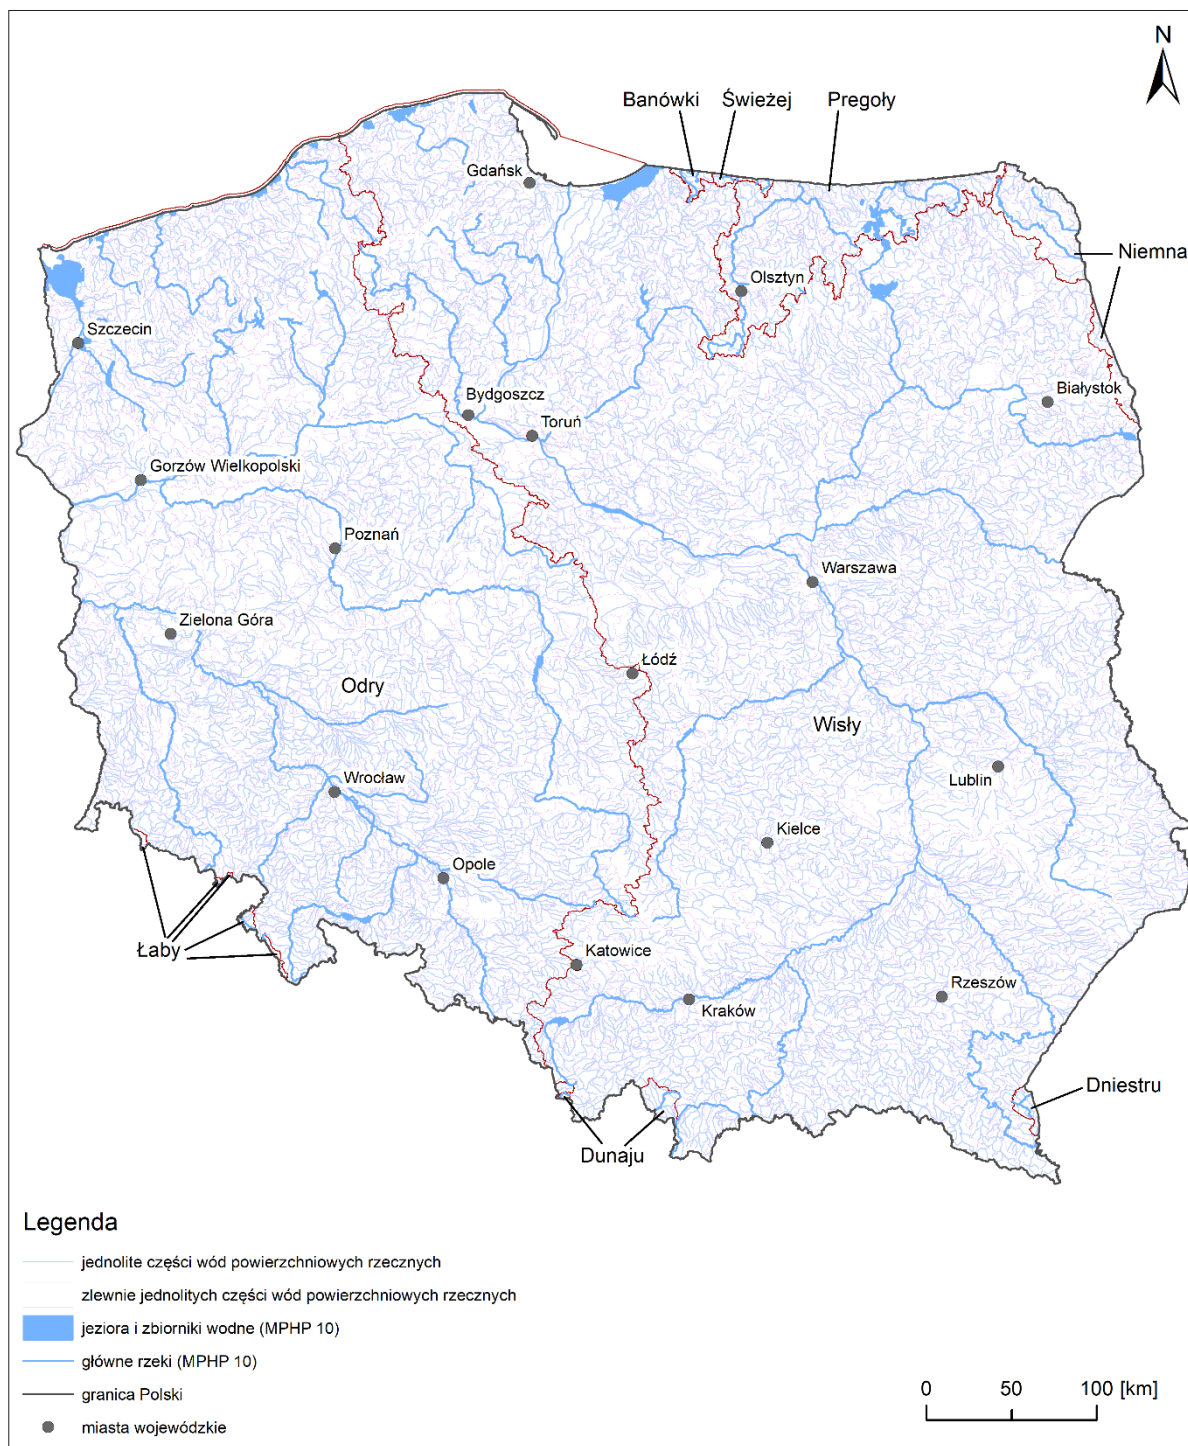 N
Banówki Świeżej Pregoły
Gdańsk
Niemna
Olsztyn
Szczecin
Białystok
Bydgoszcz
Toruń
Gorzów Wielkopolski
Poznań
Warszawa
Zielona Góra
Łódź
Odry
Wisły
Wrocław
Lublin
Kielce
Opole
Łaby
Katowice
Rzeszów
Kraków
Dniestru
Dunaju
Legenda
jednolite części wód powierzchniowych rzecznych
zlewnie jednolitych części wód powierzchniowych rzecznych
jeziora i zbiorniki wodne (MPHP 10)
główne rzeki (MPHP 10)
granica Polski
miasta wojewódzkie
0 50 100 [km]